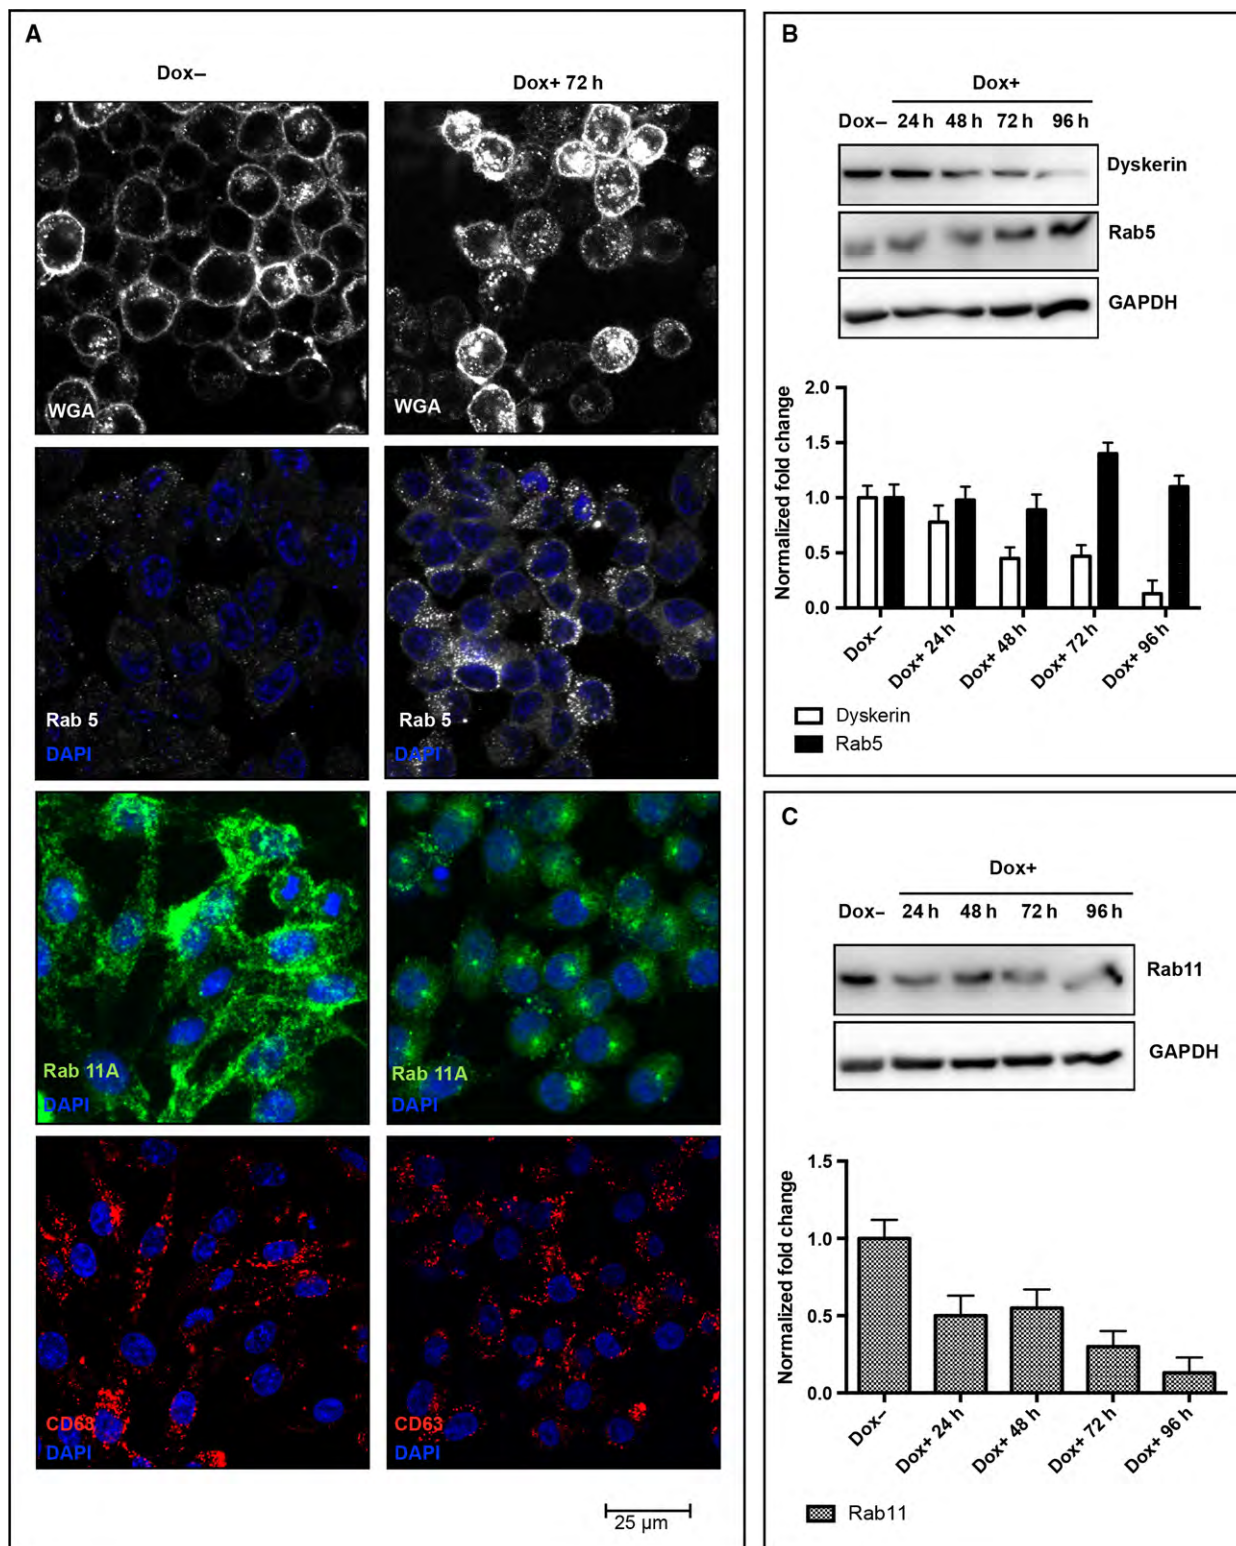 A
Dox–
Dox+ 72 h
WGA
WGA
Rab 5
DAPI
Rab 5
DAPI
Rab 11A
DAPI
Rab 11A
DAPI
CD63
DAPI
CD63
DAPI
25 µm
B
Dox+
Dox– 24 h 48 h 72 h 96 h
Dyskerin
Rab5
GAPDH
Normalized fold change
2.0
1.5
1.0
0.5
0.0
Dox–
Dox+ 24 h
Dox+ 48 h
Dox+ 72 h
Dox+ 96 h
Dyskerin
Rab5
C
Dox+
Dox– 24 h 48 h 72 h 96 h
Rab11
GAPDH
Normalized fold change
1.5
1.0
0.5
0.0
Dox–
Dox+ 24 h
Dox+ 48 h
Dox+ 72 h
Dox+ 96 h
Rab11